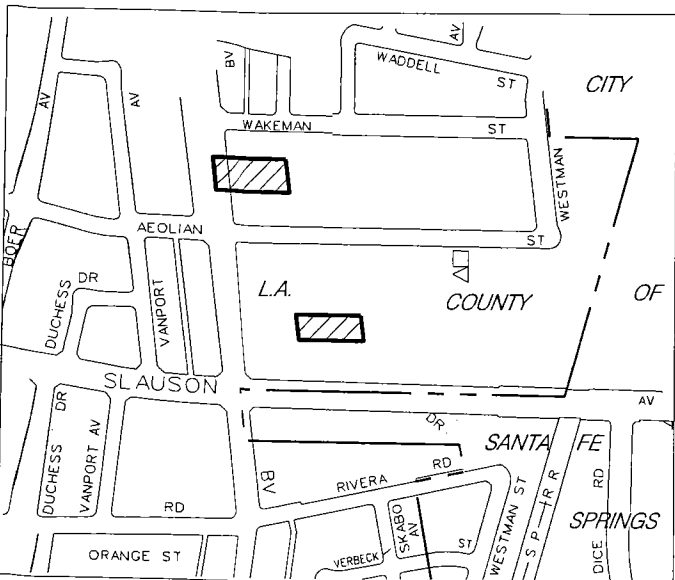 AV
WADDELL
ST
CITY
BV
AV
AV
WAKEMAN
ST
WESTMAN
AEOLIAN
ST
BOER
DUCHESS
DR
VANPORT
L.A.
COUNTY
OF
SLAUSON
AV
DUCHESS
DR
VANPORT AV
DR.
SANTA FE
BV
RIVERA
RD
RD
WESTMAN ST
SP RR
DICE RD
SPRINGS
SKABO
AV
ORANGE ST
VERBECK
ST